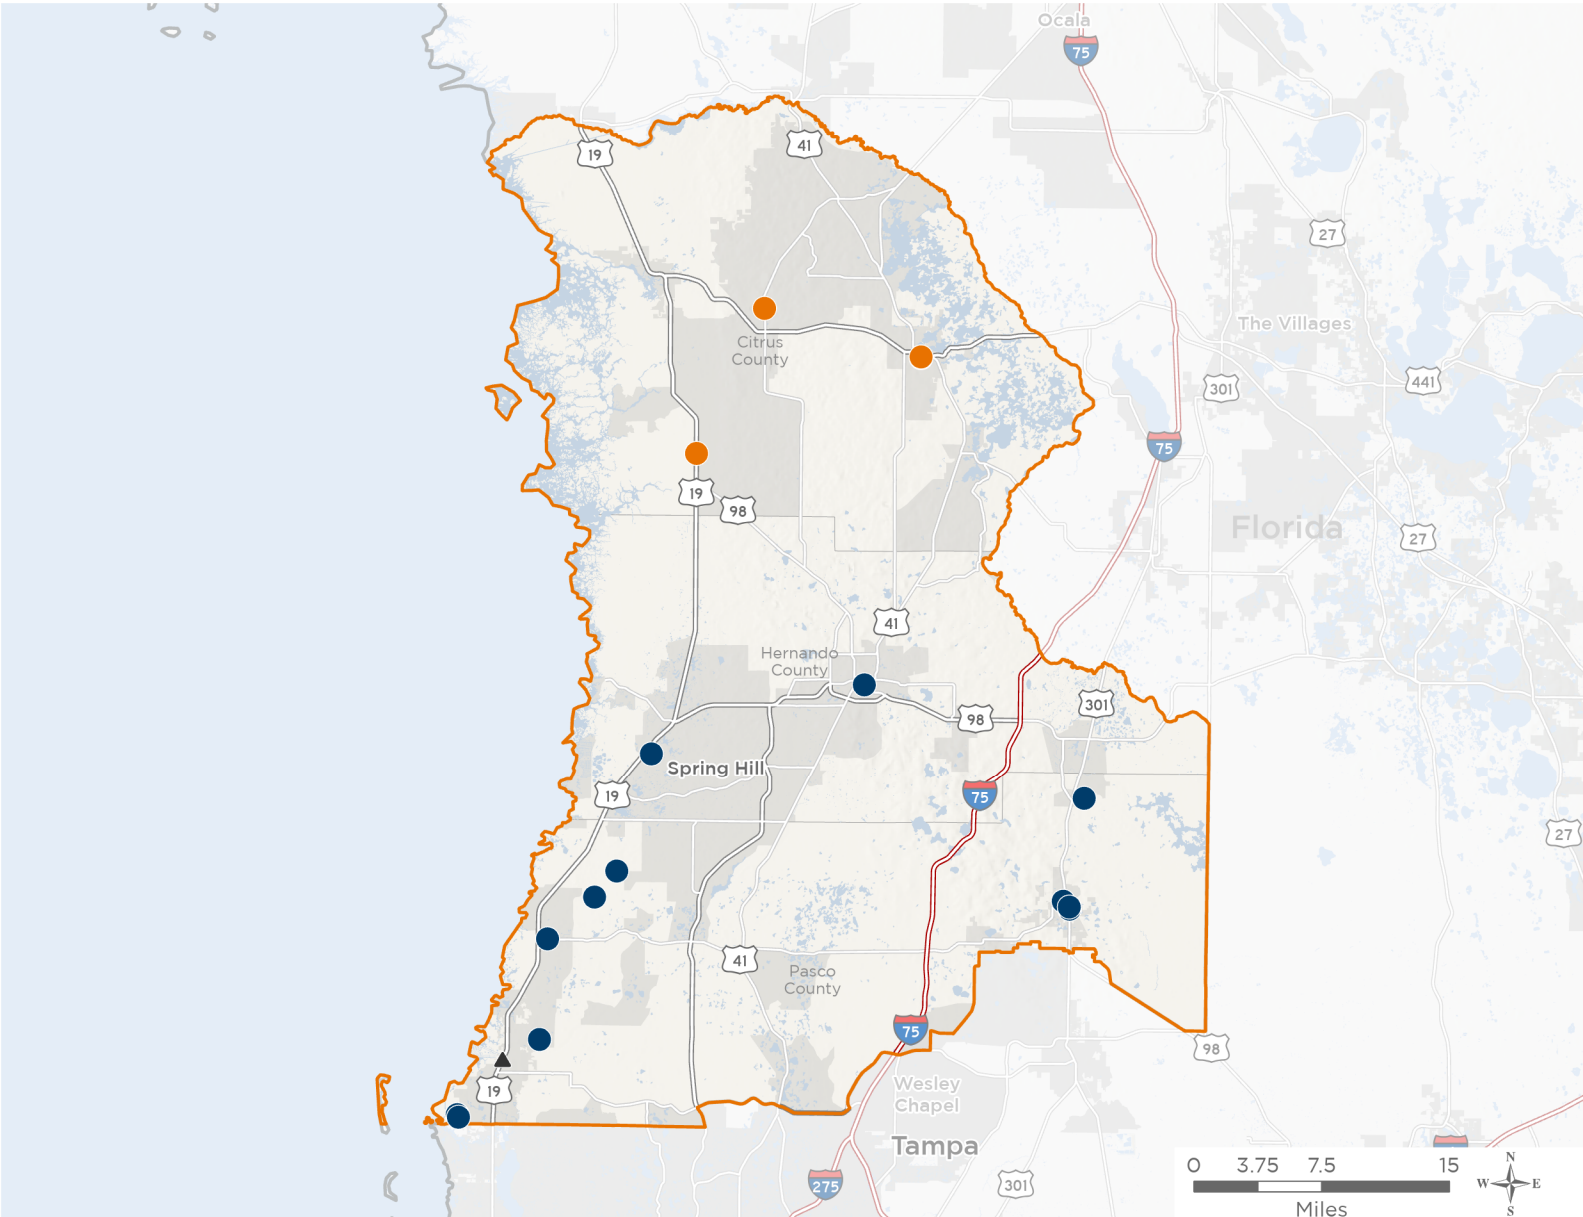 Ocala
75
41
19
27
The Villages
Citrus
County
441
301
75
19
98
Florida
27
41
Hernando
County
301
98
Spring Hill
19
75
27
41
Pasco
County
75
98
19
Wesley
Chapel
Tampa
275
301
0 3.75 7.5 15
Miles
N
W E
S